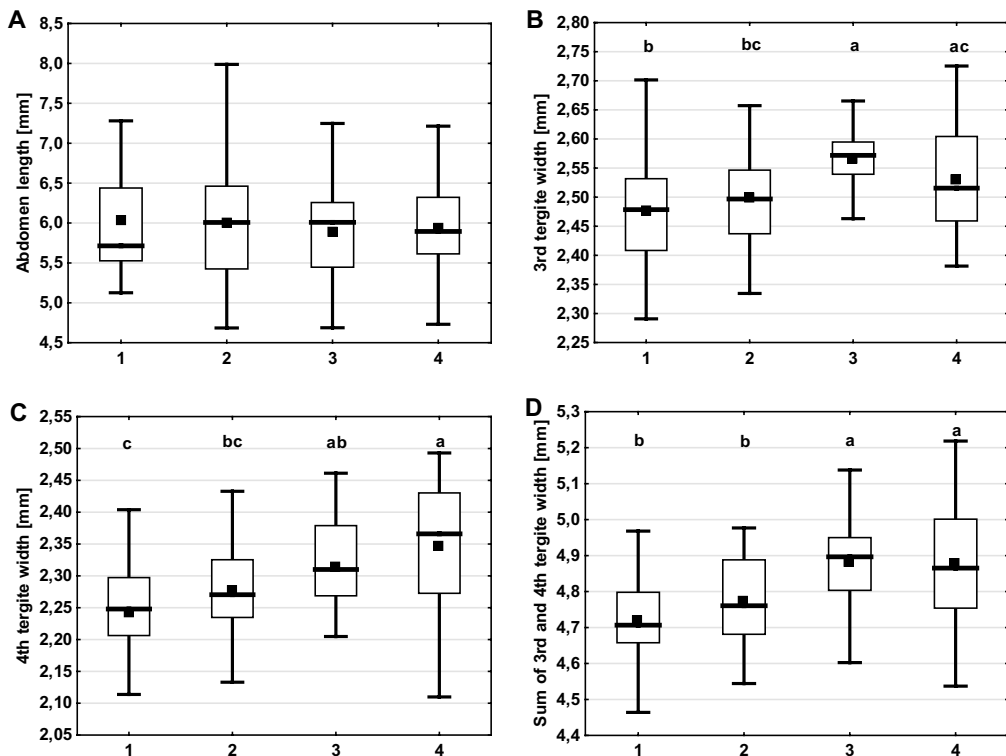 A
Abdomen length [mm]
8,5
8,0
7,5
7,0
6,5
6,0
5,5
5,0
4,5
1 2 3 4
B
3rd tergite width [mm]
2,80
2,75
2,70
2,65
2,60
2,55
2,50
2,45
2,40
2,35
2,30
2,25
b bc a ac
1 2 3 4
C
4th tergite width [mm]
2,55
2,50
2,45
2,40
2,35
2,30
2,25
2,20
2,15
2,10
2,05
c bc ab a
1 2 3 4
D
Sum of 3rd and 4th tergite width [mm]
5,3
5,2
5,1
5,0
4,9
4,8
4,7
4,6
4,5
4,4
b b a a
1 2 3 4